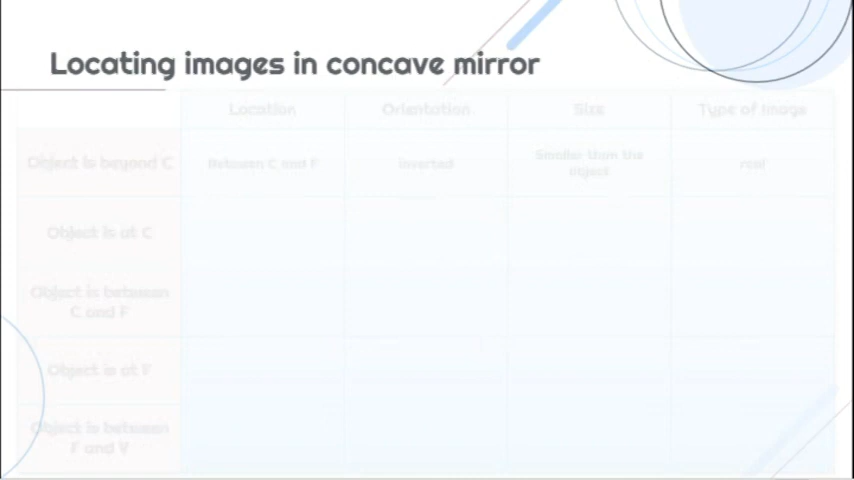 Locating images in concave mirror
Location Orientation Size Type of Image
Object is beyond C Between C and F inverted Smaller than the
object real
Object is at C
Object is between
C and F
Object is at F
Object is between
F and V